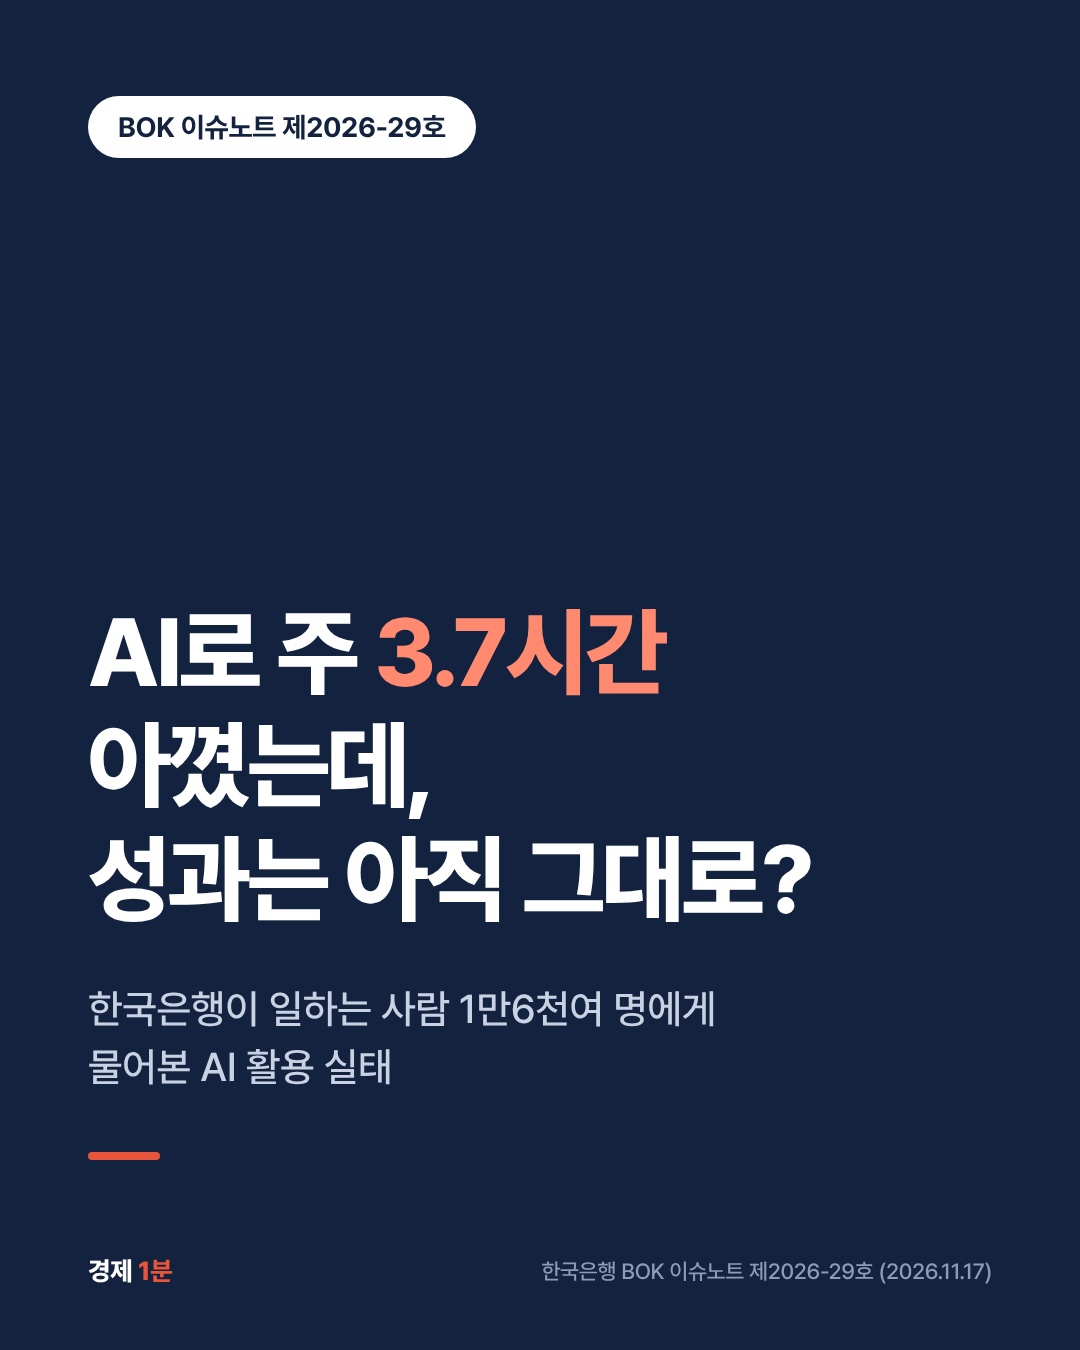 BOK 이슈노트 제2026-29호
AI로 주 3.7시간
아꼈는데,
성과는 아직 그대로?
한국은행이 일하는 사람 1만6천여 명에게
물어본 AI 활용 실태
경제 1분
한국은행 BOK 이슈노트 제2026-29호 (2026.11.17)